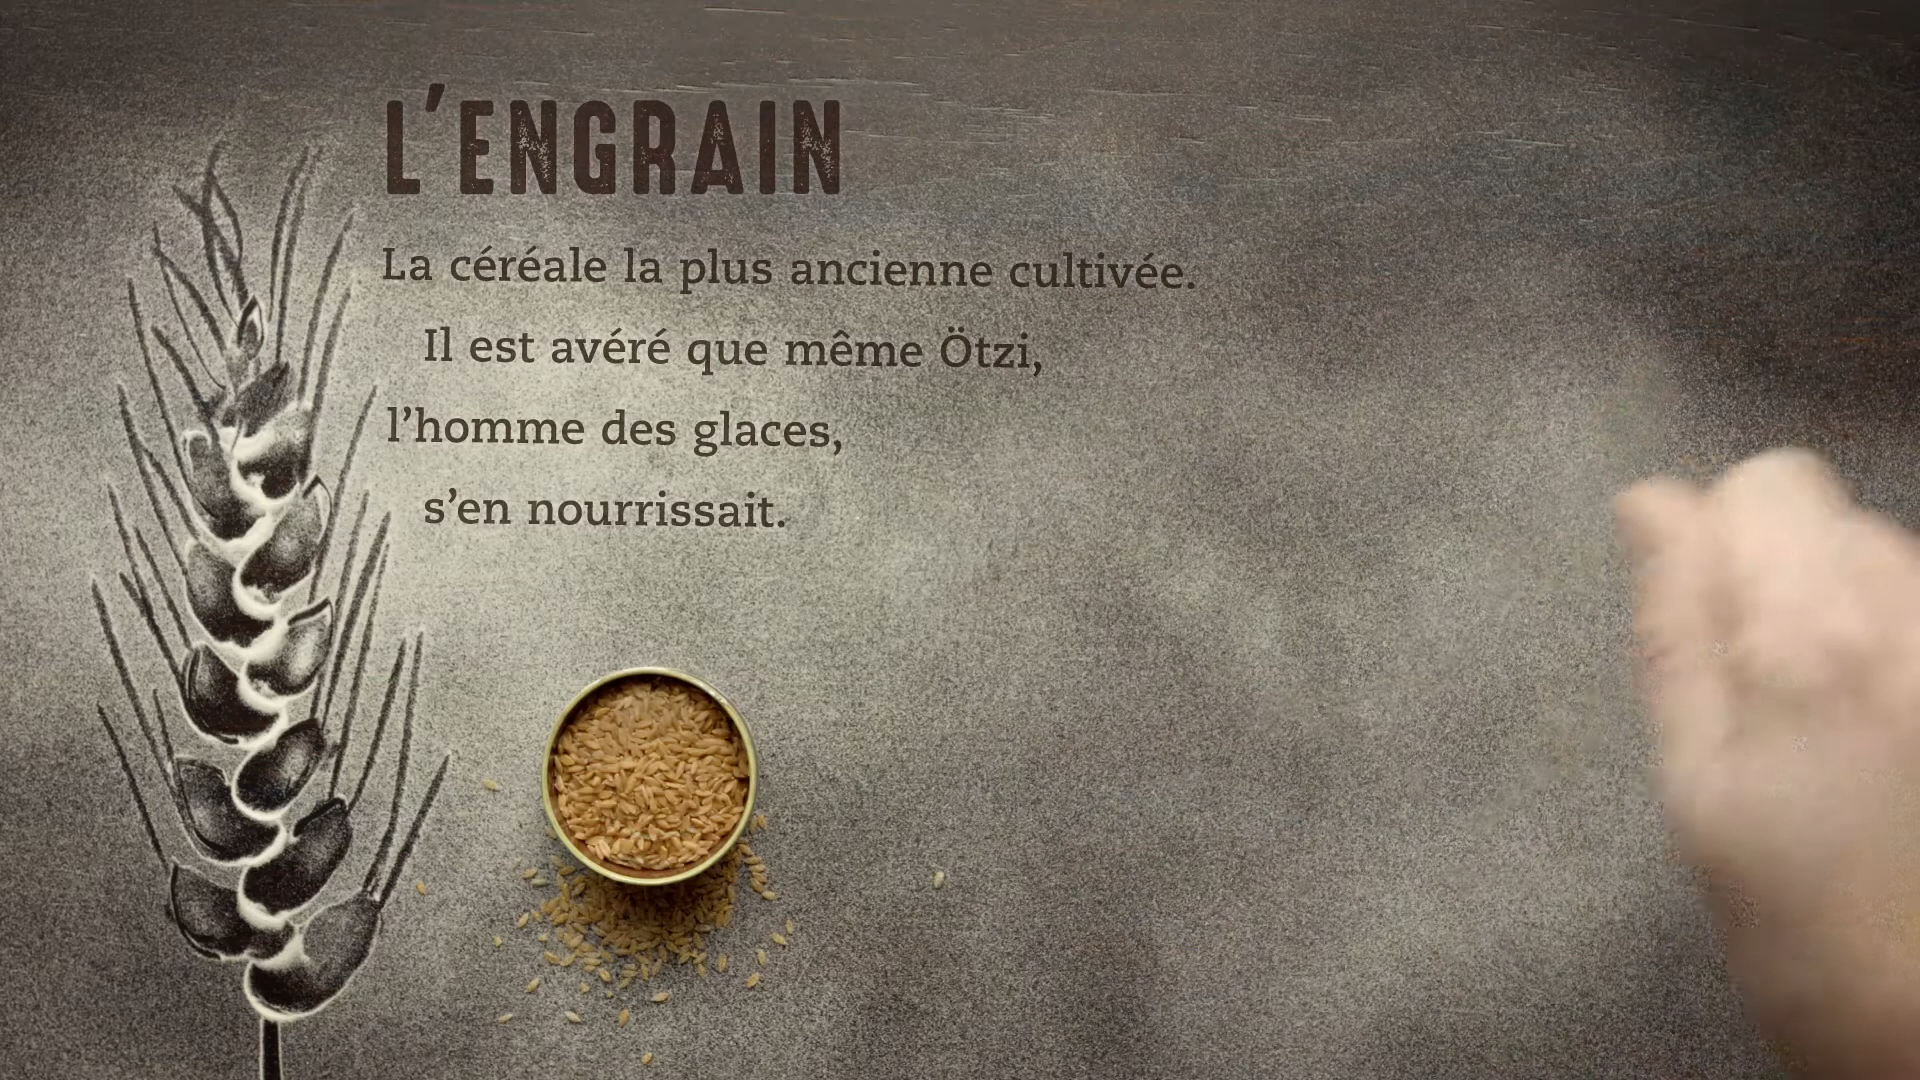 L'ENGRAIN
La céréale la plus ancienne cultivée.
Il est avéré que même Ötzi,
l’homme des glaces,
s’en nourrissait.